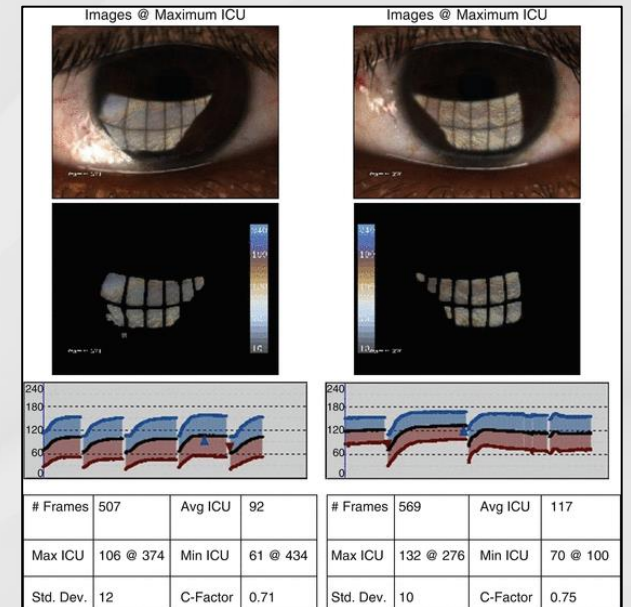 Images @ Maximum ICU
Images @ Maximum ICU
240
180
120
60
0
240
180
120
60
0
# Frames 507 Avg ICU 92
Max ICU 106 @ 374 Min ICU 61 @ 434
Std. Dev. 12 C-Factor 0.71
# Frames 569 Avg ICU 117
Max ICU 132 @ 276 Min ICU 70 @ 100
Std. Dev. 10 C-Factor 0.75